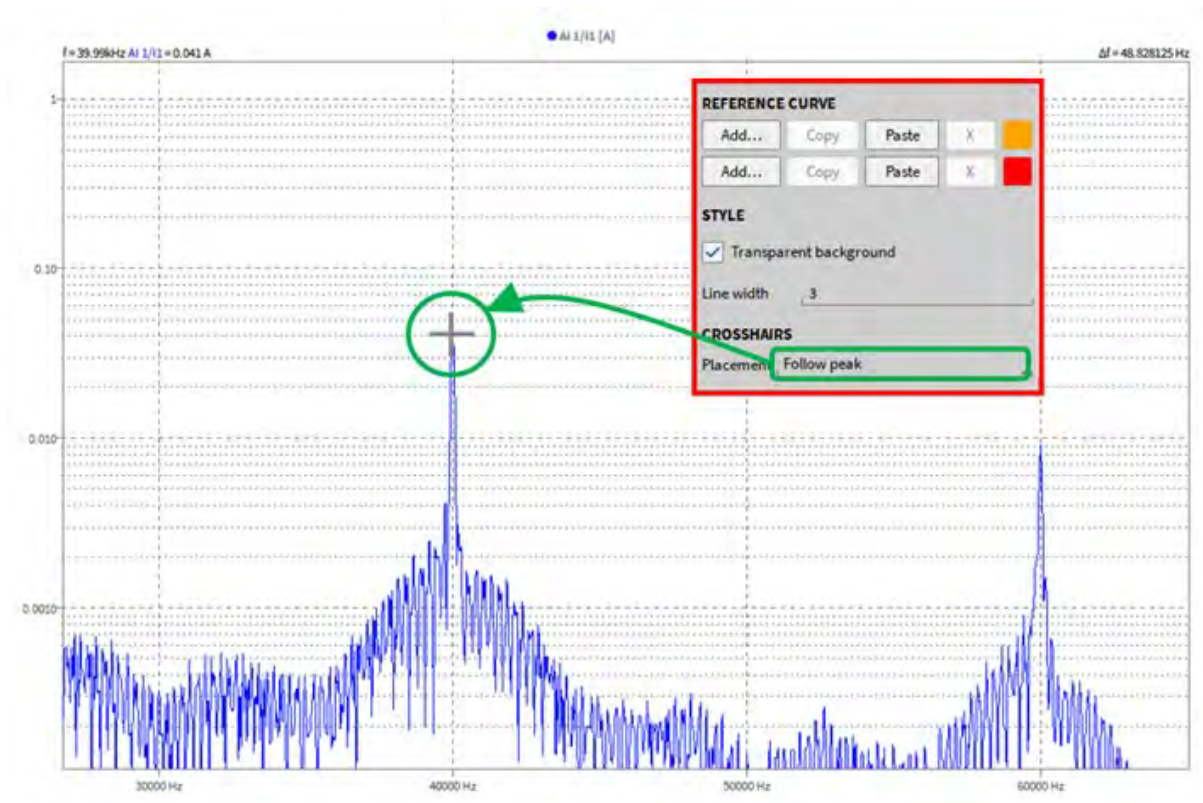 AI 1/I1 [A]
f = 39.99kHz AI 1/I1 = 0.041 A
Δf = 48.828125 Hz
1
REFERENCE CURVE
Add... Copy Paste X
Add... Copy Paste X
STYLE
Transparent background
0.10
Line width 3
CROSSHAIRS
Placement Follow peak
0.010
0.0010
30000 Hz 40000 Hz 50000 Hz 60000 Hz